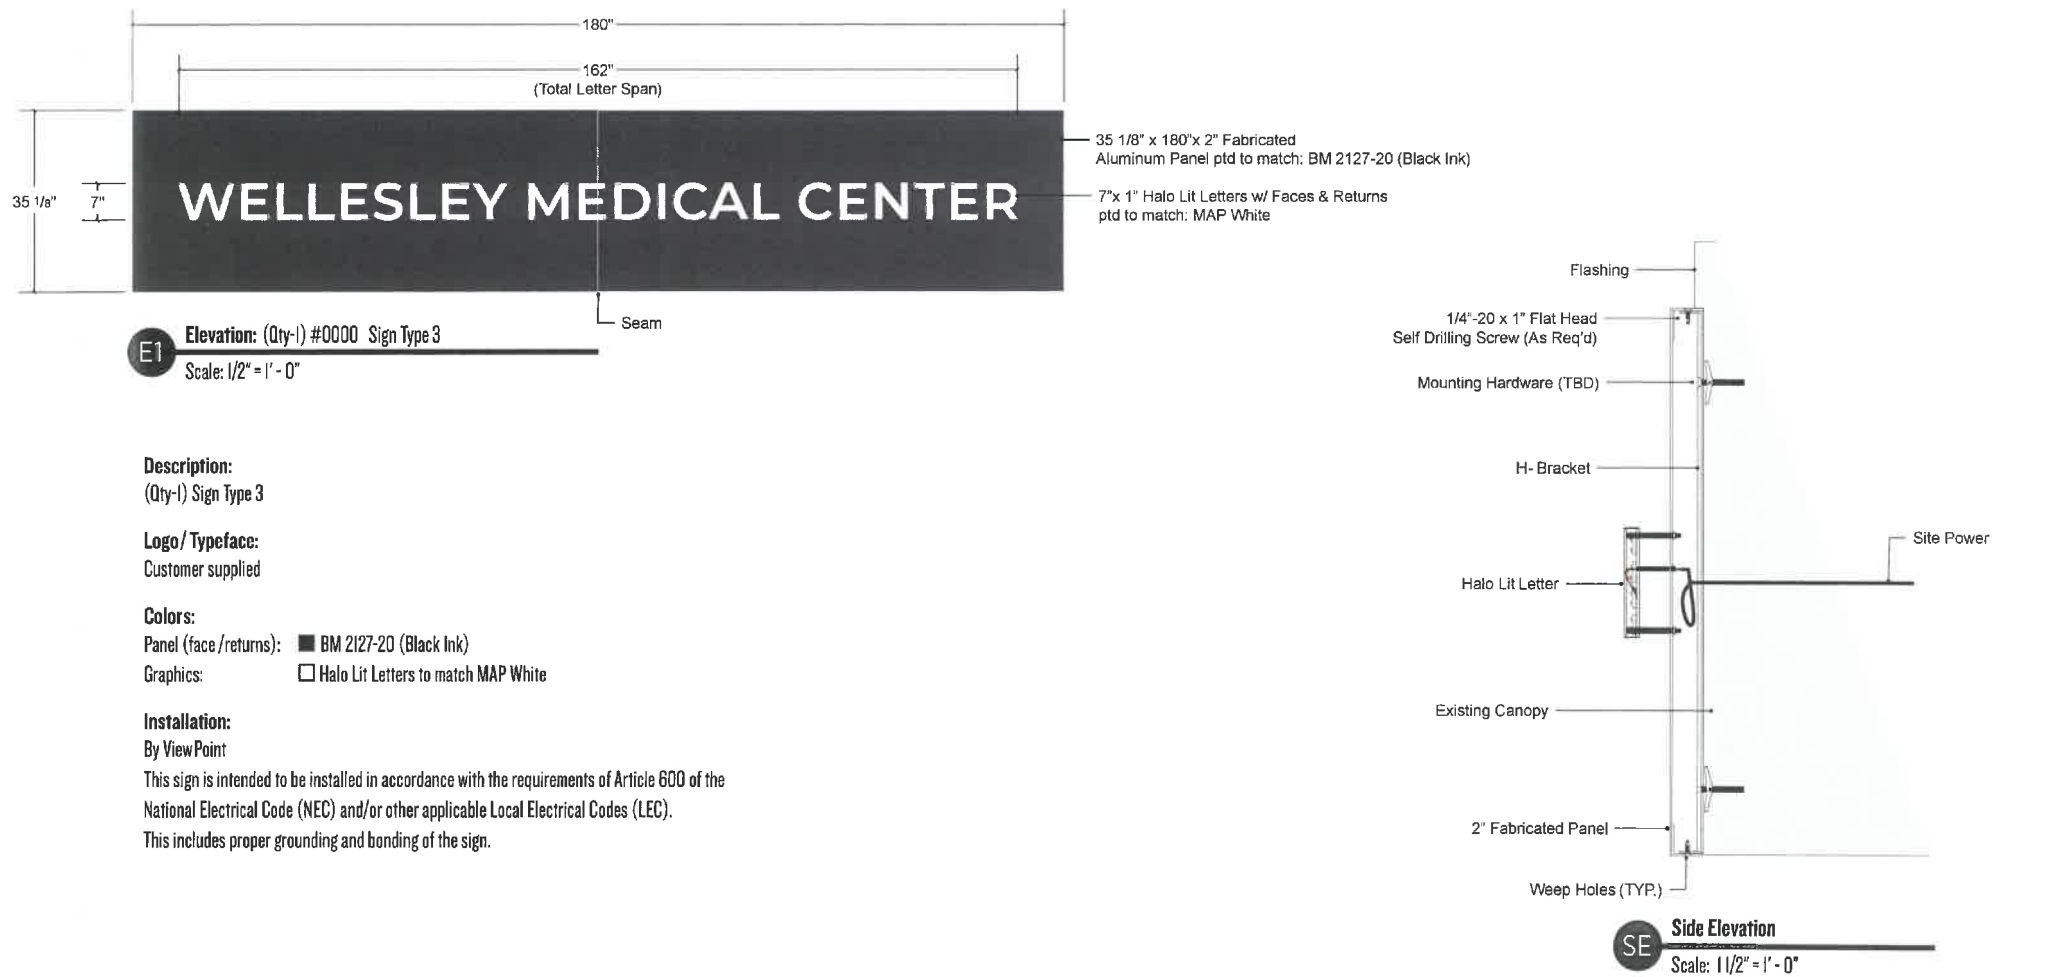 180"
162"
(Total Letter Span)
35 1/8"
7"
WELLESLEY MEDICAL CENTER
35 1/8" x 180"x 2" Fabricated
Aluminum Panel ptd to match: BM 2127-20 (Black Ink)
7"x 1" Halo Lit Letters w/ Faces & Returns
ptd to match: MAP White
Seam
E1
Elevation: (Qty-1) #0000 Sign Type 3
Scale: 1/2" = 1' - 0"
Description:
(Qty-1) Sign Type 3
Logo/ Typeface:
Customer supplied
Colors:
Panel (face/returns): BM 2127-20 (Black Ink)
Graphics: Halo Lit Letters to match MAP White
Installation:
By ViewPoint
This sign is intended to be installed in accordance with the requirements of Article 600 of the
National Electrical Code (NEC) and/or other applicable Local Electrical Codes (LEC).
This includes proper grounding and bonding of the sign.
Flashing
1/4"-20 x 1" Flat Head
Self Drilling Screw (As Req'd)
Mounting Hardware (TBD)
H- Bracket
Site Power
Halo Lit Letter
Existing Canopy
2" Fabricated Panel
Weep Holes (TYP.)
SE
Side Elevation
Scale: 1 1/2" = 1' - 0"